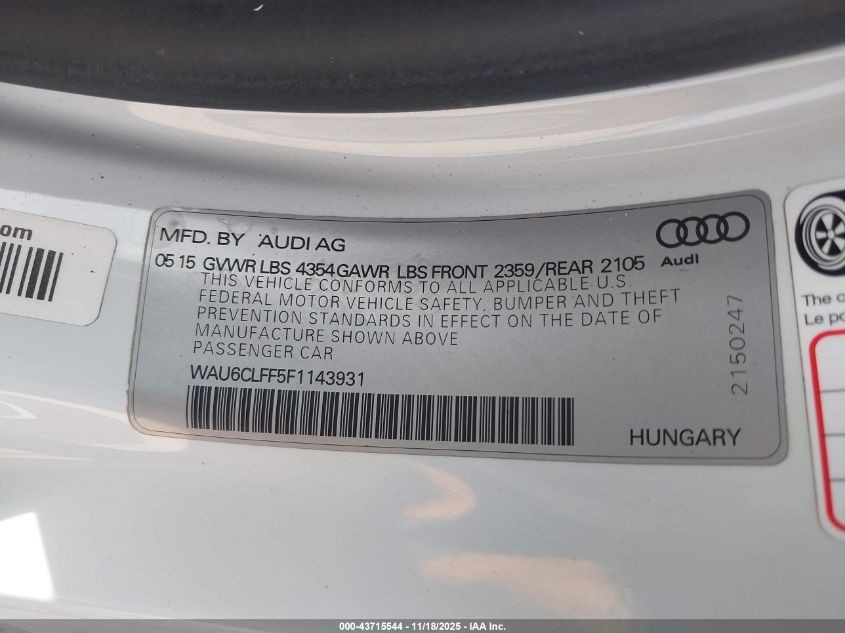 om
MFD. BY AUDI AG
05 15 GVWR LBS 4354 GAWR LBS FRONT 2359/REAR 2105
Audi
THIS VEHICLE CONFORMS TO ALL APPLICABLE U.S.
FEDERAL MOTOR VEHICLE SAFETY, BUMPER AND THEFT
PREVENTION STANDARDS IN EFFECT ON THE DATE OF
MANUFACTURE SHOWN ABOVE
PASSENGER CAR
WAU6CLFF5F1143931
HUNGARY
2150247
The c
Le po
000-43715544 - 11/18/2025 - IAA Inc.